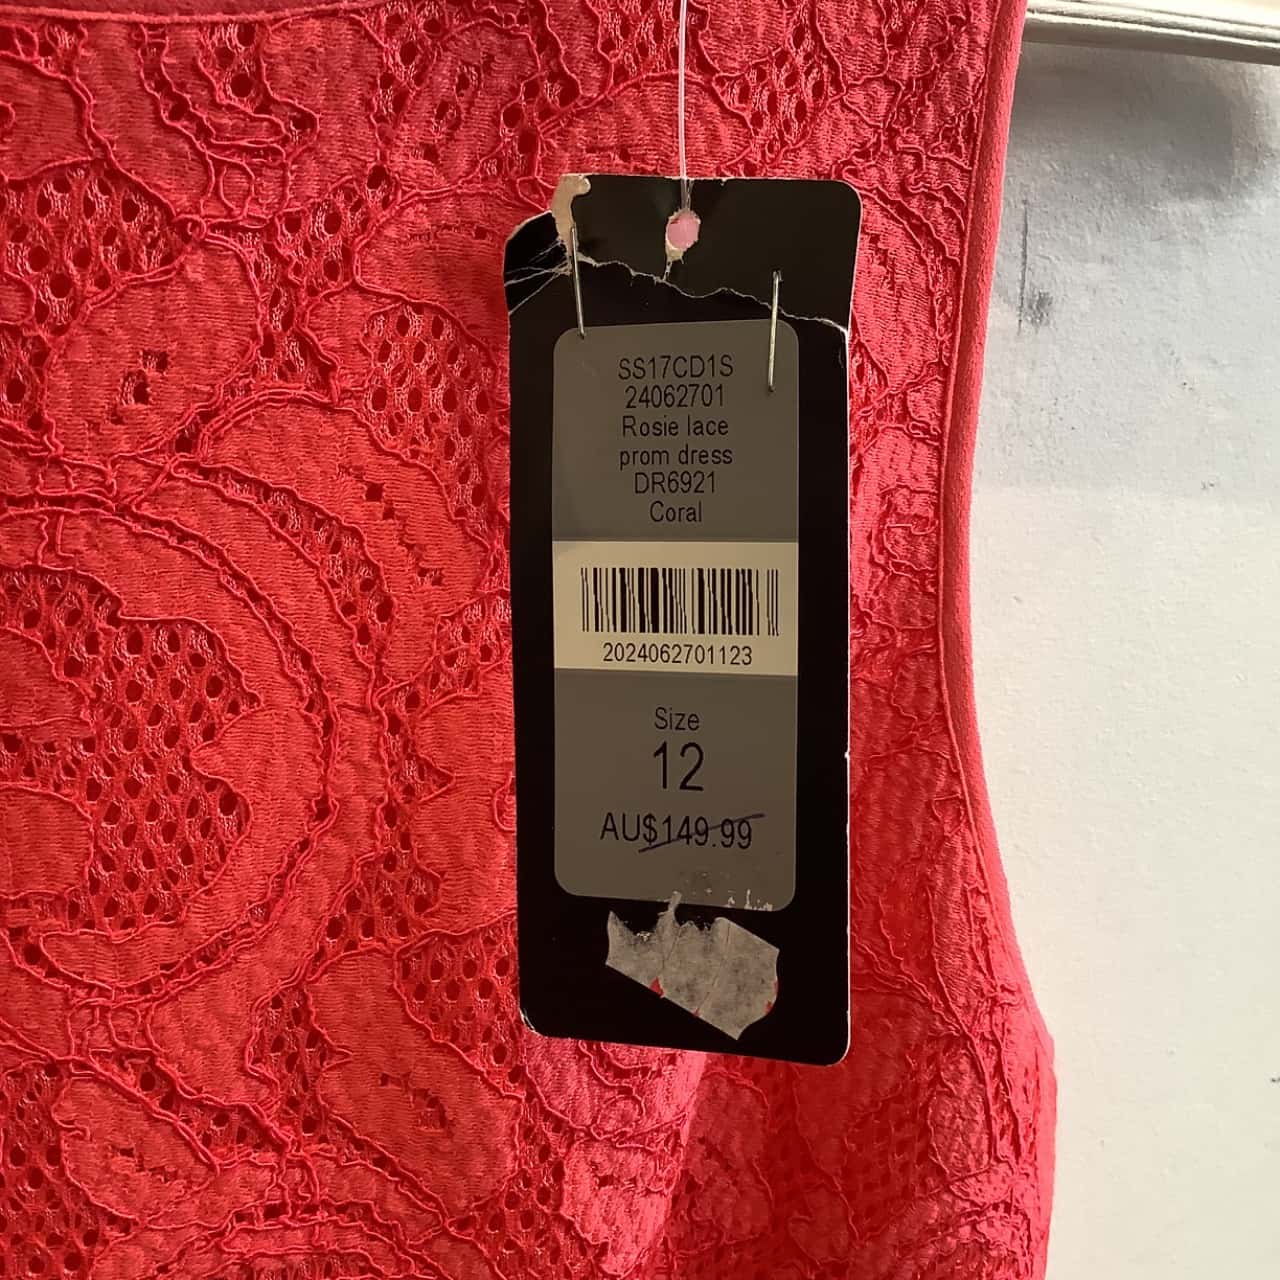 SS17CD1S
24062701
Rosie lace
prom dress
DR6921
Coral
2024062701123
Size
12
AU$149.99